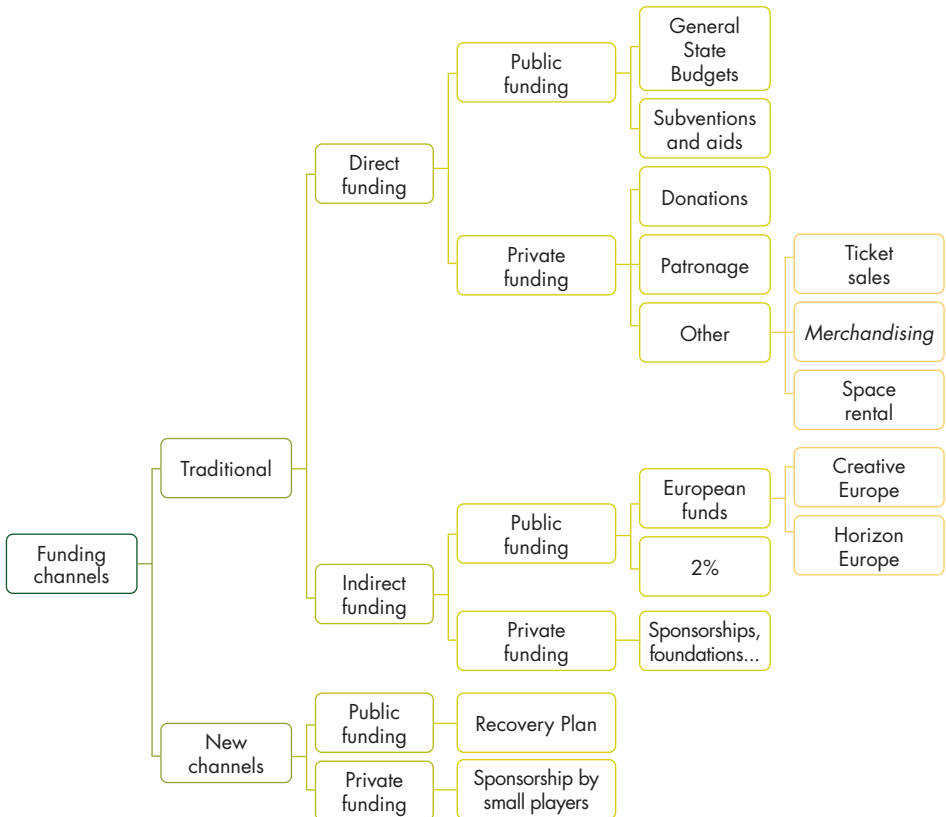 Funding
channels
Traditional
Direct
funding
Public
funding
General
State
Budgets
Subventions
and aids
Private
funding
Donations
Patronage
Other
Ticket
sales
Merchandising
Space
rental
Indirect
funding
Public
funding
European
funds
Creative
Europe
Horizon
Europe
2%
Private
funding
Sponsorships,
foundations...
New
channels
Public
funding
Recovery Plan
Private
funding
Sponsorship by
small players